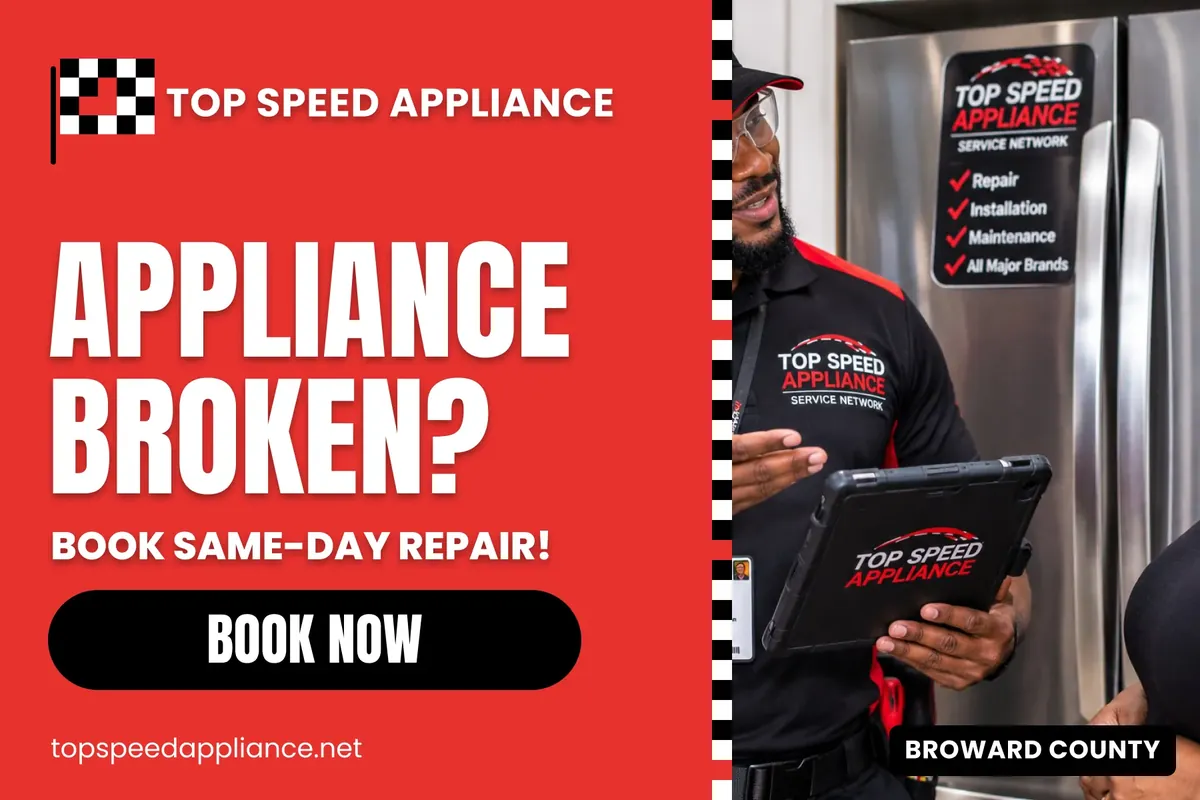 TOP SPEED APPLIANCE
APPLIANCE
BROKEN?
BOOK SAME-DAY REPAIR!
BOOK NOW
topspeedappliance.net
TOP SPEED
APPLIANCE
SERVICE NETWORK
Repair
Installation
Maintenance
All Major Brands
TOP SPEED
APPLIANCE
SERVICE NETWORK
TOP SPEED
APPLIANCE
BROWARD COUNTY